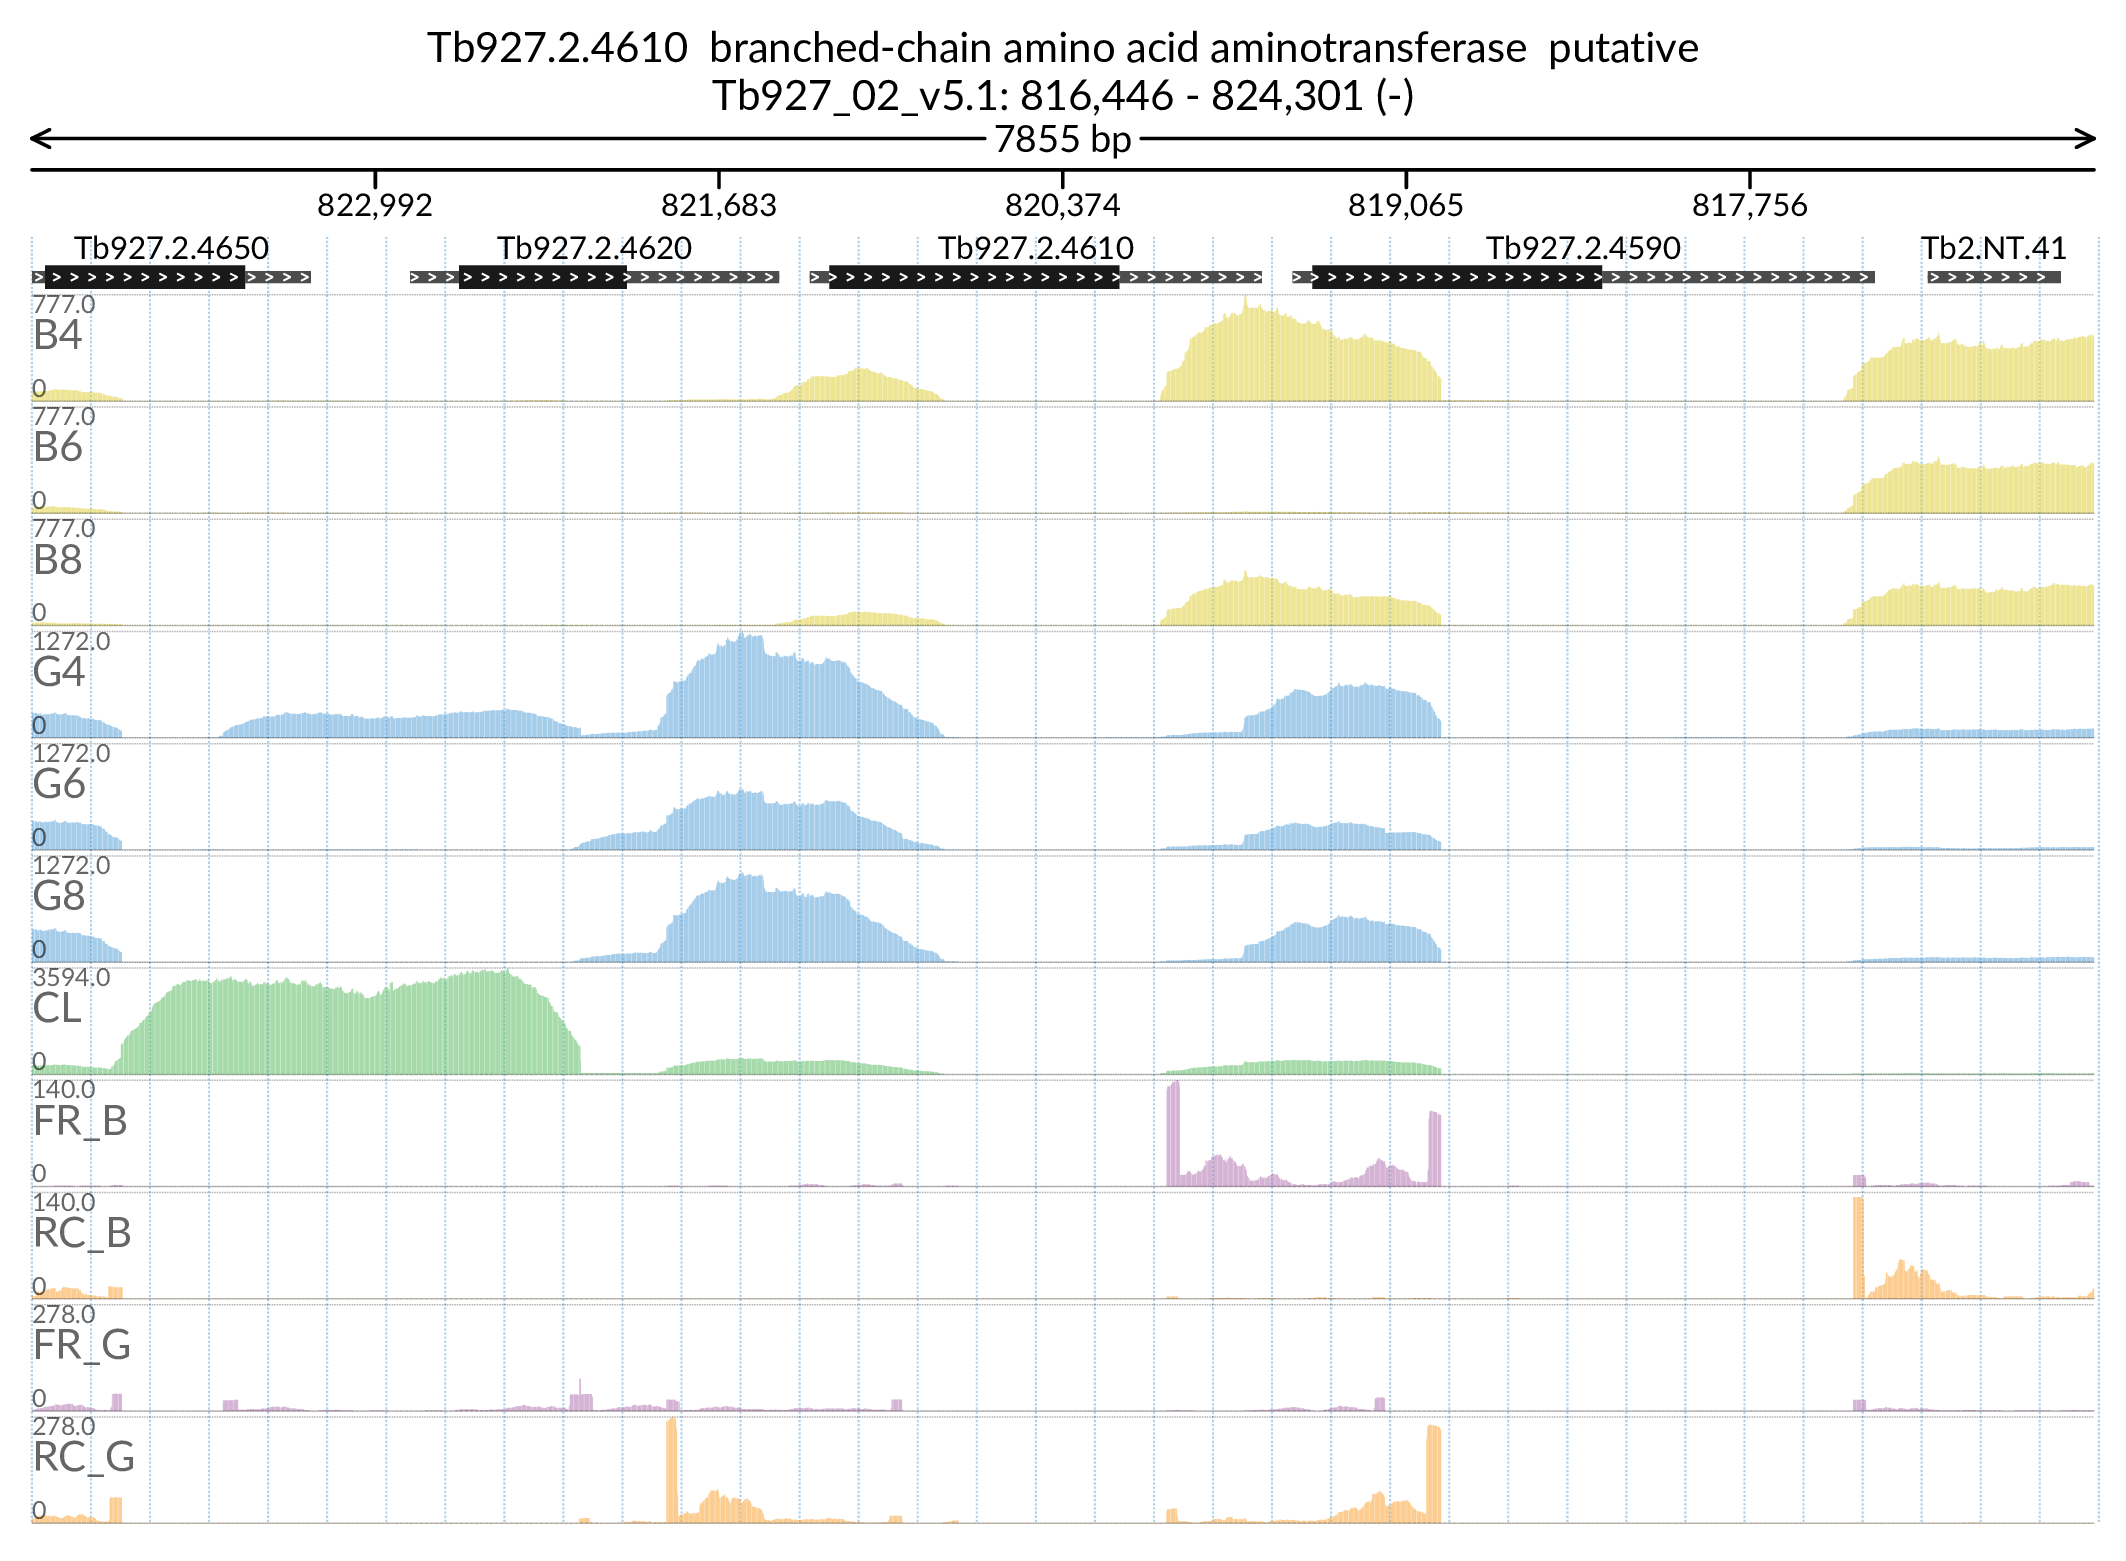 Tb927.2.4610 branched-chain amino acid aminotransferase putative
Tb927_02_v5.1: 816,446 - 824,301 (-)
7855 bp
822,992 821,683 820,374 819,065 817,756
Tb927.2.4650 Tb927.2.4620 Tb927.2.4610 Tb927.2.4590 Tb2.NT.41
777.0
B4
0
777.0
B6
0
777.0
B8
0
1272.0
G4
0
1272.0
G6
0
1272.0
G8
0
3594.0
CL
0
140.0
FR_B
0
140.0
RC_B
0
278.0
FR_G
0
278.0
RC_G
0